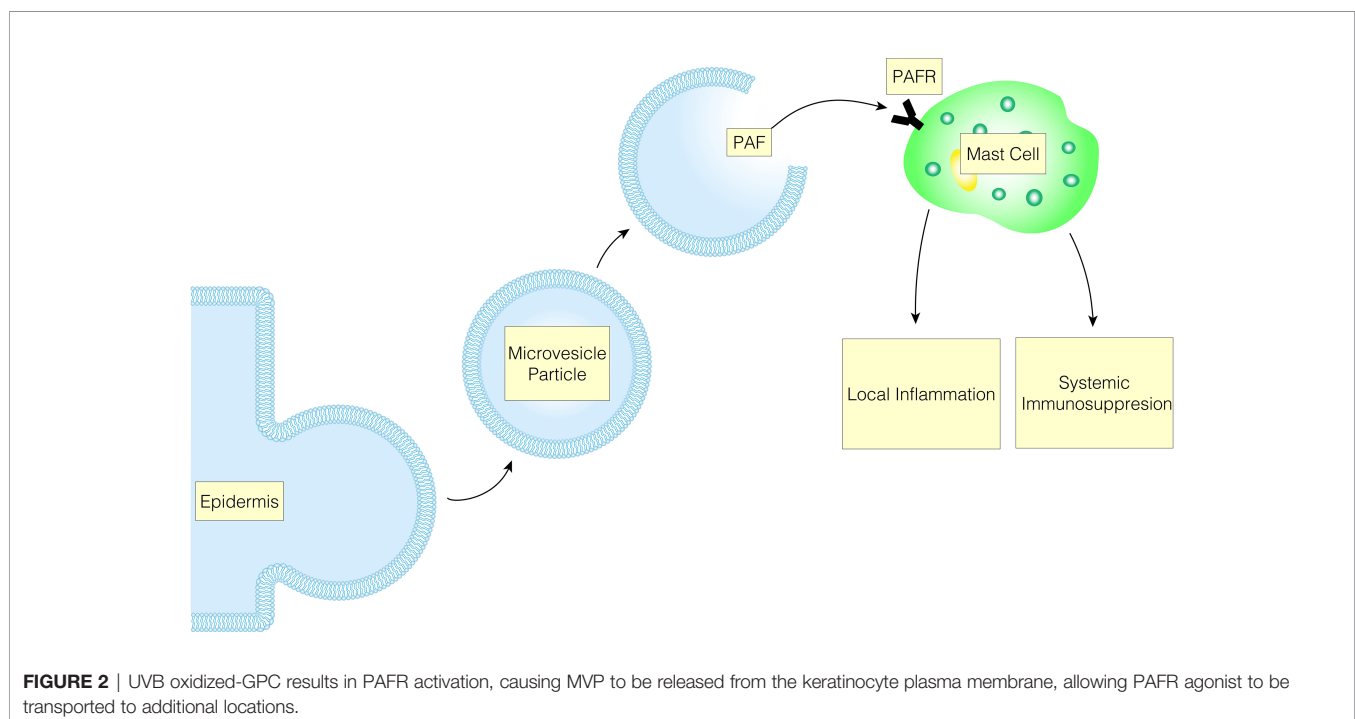 PAFR
PAF
Mast Cell
Microvesicle
Particle
Local Inflammation
Systemic
Immunosuppresion
Epidermis
FIGURE 2 | UVB oxidized-GPC results in PAFR activation, causing MVP to be released from the keratinocyte plasma membrane, allowing PAFR agonist to be
transported to additional locations.